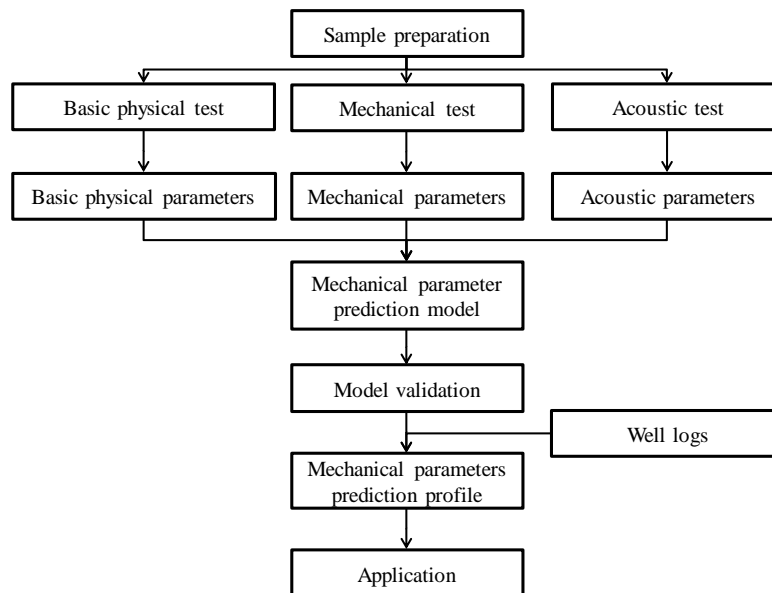 Sample preparation
Basic physical test
Mechanical test
Acoustic test
Basic physical parameters
Mechanical parameters
Acoustic parameters
Mechanical parameter
prediction model
Model validation
Well logs
Mechanical parameters
prediction profile
Application